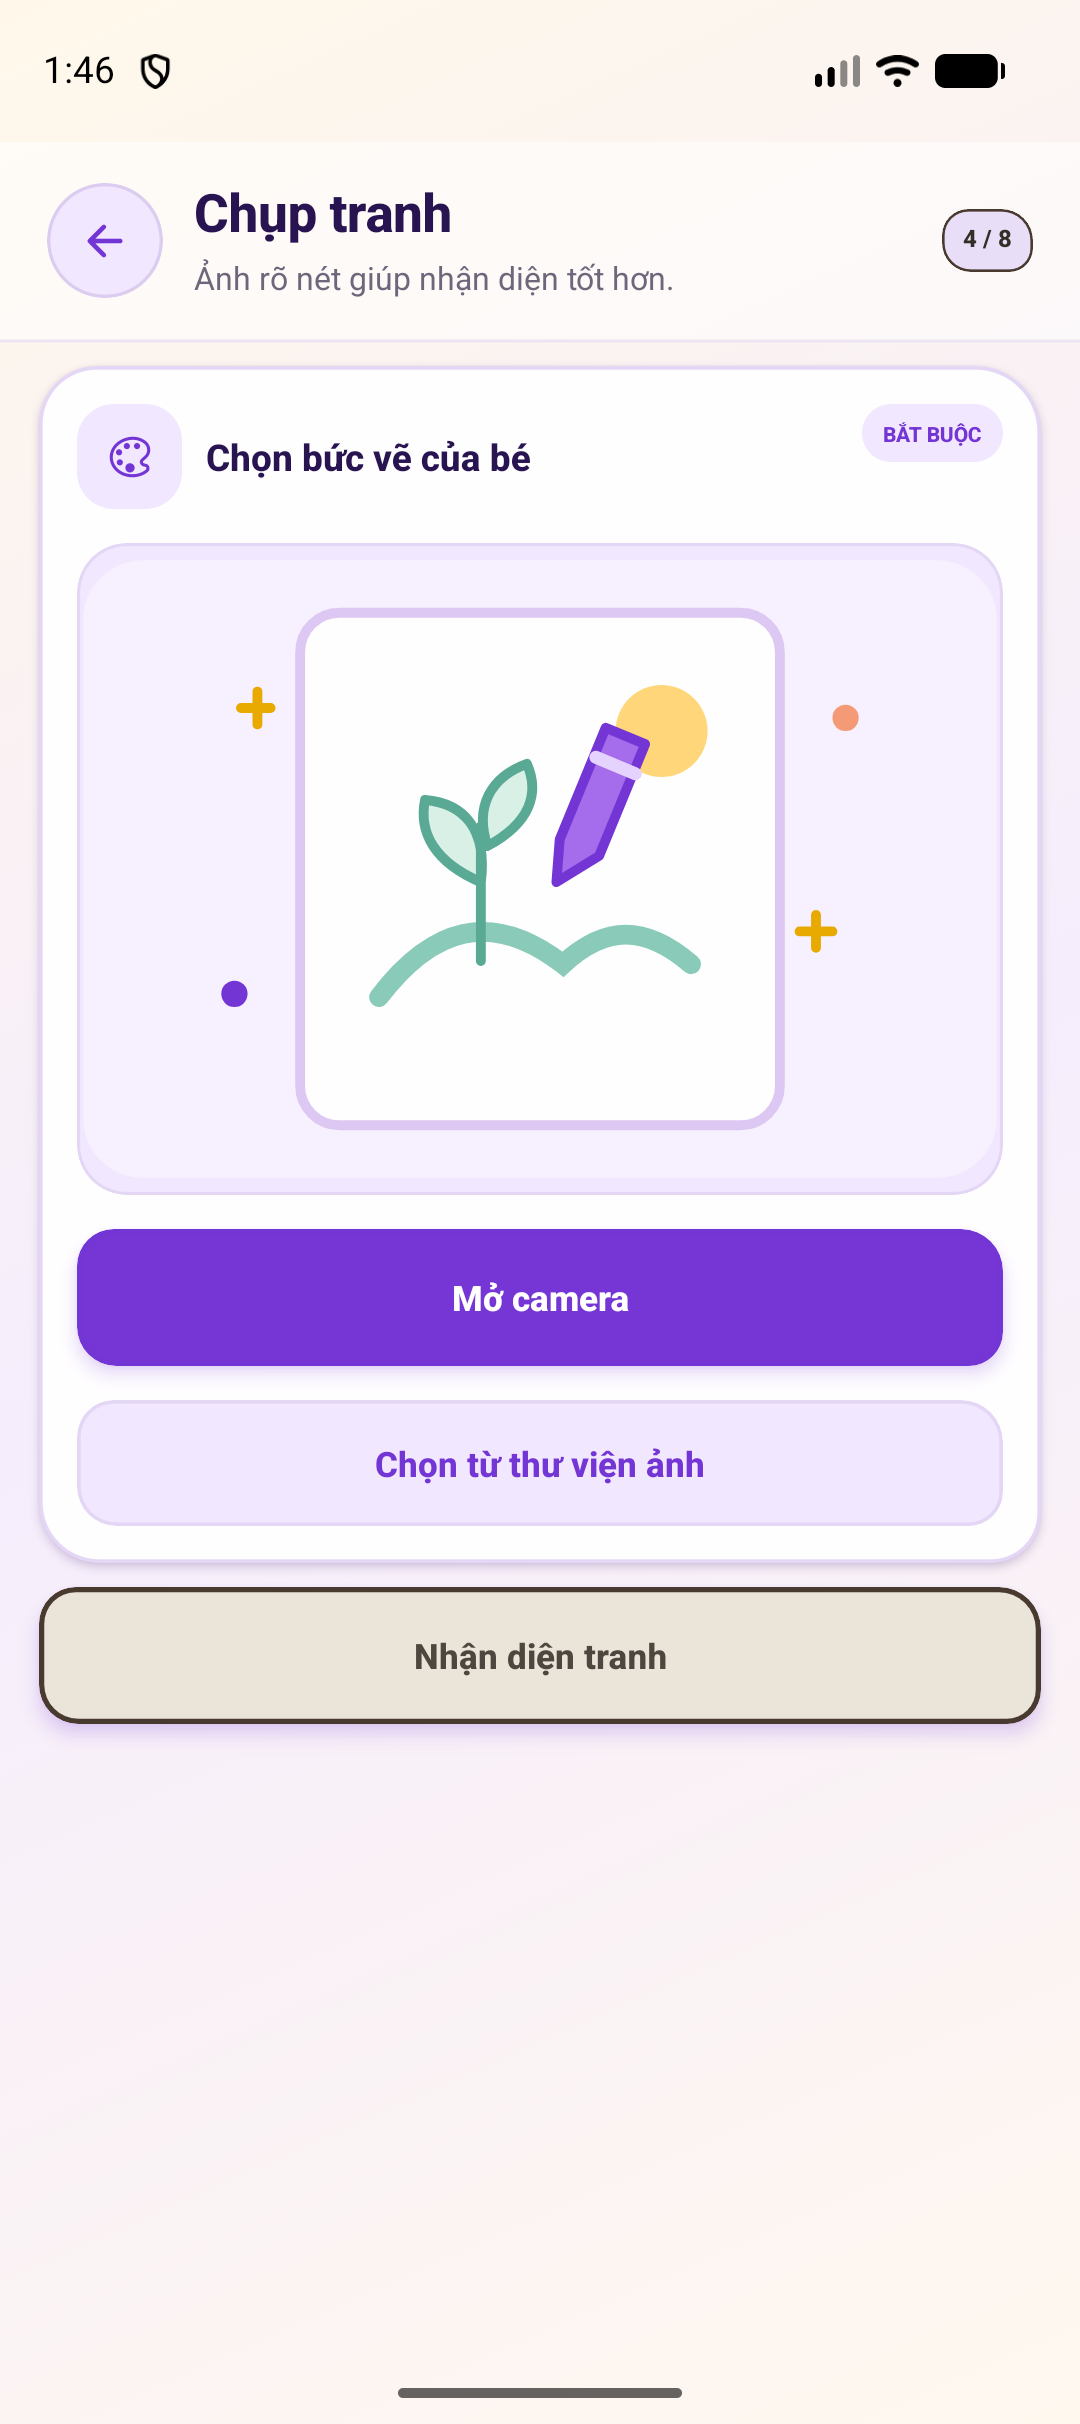 1:46
Chụp tranh
Ảnh rõ nét giúp nhận diện tốt hơn.
4 / 8
Chọn bức vẽ của bé
BẮT BUỘC
Mở camera
Chọn từ thư viện ảnh
Nhận diện tranh